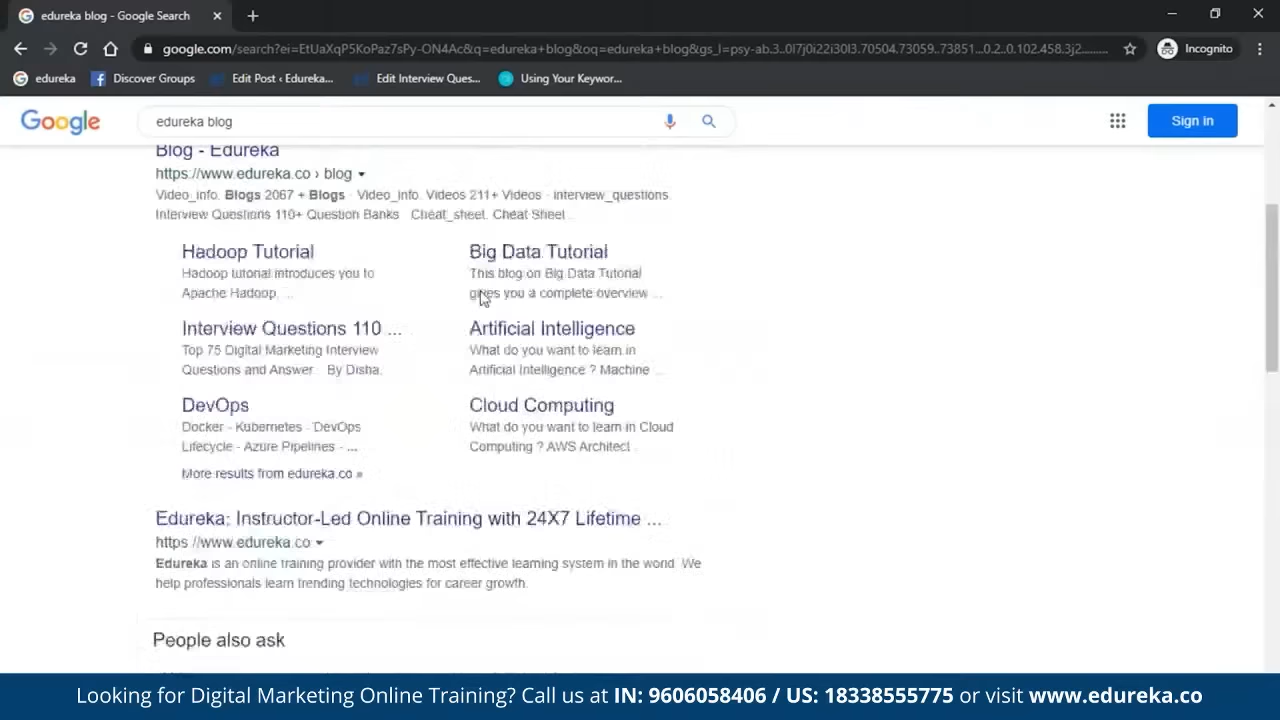 edureka blog - Google Search
google.com/search?ei=EtUaXqP5KoPaz7sPy-ON4Ac&q=edureka+blog&oq=edureka+blog&gs_l=psy-ab.3..0l7j0i22i30l3.70504.73059..73851...0.2..0.102.458.3j2.........
Incognito
edureka
Discover Groups
Edit Post ‹ Edureka...
Edit Interview Ques...
Using Your Keywor...
Google
edureka blog
Sign in
Blog - Edureka
https://www.edureka.co › blog
Video_info. Blogs 2067 + Blogs · Video_info. Videos 211+ Videos · interview_questions.
Interview Questions 110+ Question Banks · Cheat_sheet. Cheat Sheet ...
Hadoop Tutorial
Hadoop tutorial introduces you to
Apache Hadoop, ...
Big Data Tutorial
This blog on Big Data Tutorial
gives you a complete overview ...
Interview Questions 110 ...
Top 75 Digital Marketing Interview
Questions and Answer · By Disha.
Artificial Intelligence
What do you want to learn in
Artificial Intelligence ? Machine ...
DevOps
Docker - Kubernetes - DevOps
Lifecycle - Azure Pipelines - ...
Cloud Computing
What do you want to learn in Cloud
Computing ? AWS Architect ...
More results from edureka.co »
Edureka: Instructor-Led Online Training with 24X7 Lifetime ...
https://www.edureka.co
Edureka is an online training provider with the most effective learning system in the world. We
help professionals learn trending technologies for career growth.
People also ask
Looking for Digital Marketing Online Training? Call us at IN: 9606058406 / US: 18338555775 or visit www.edureka.co